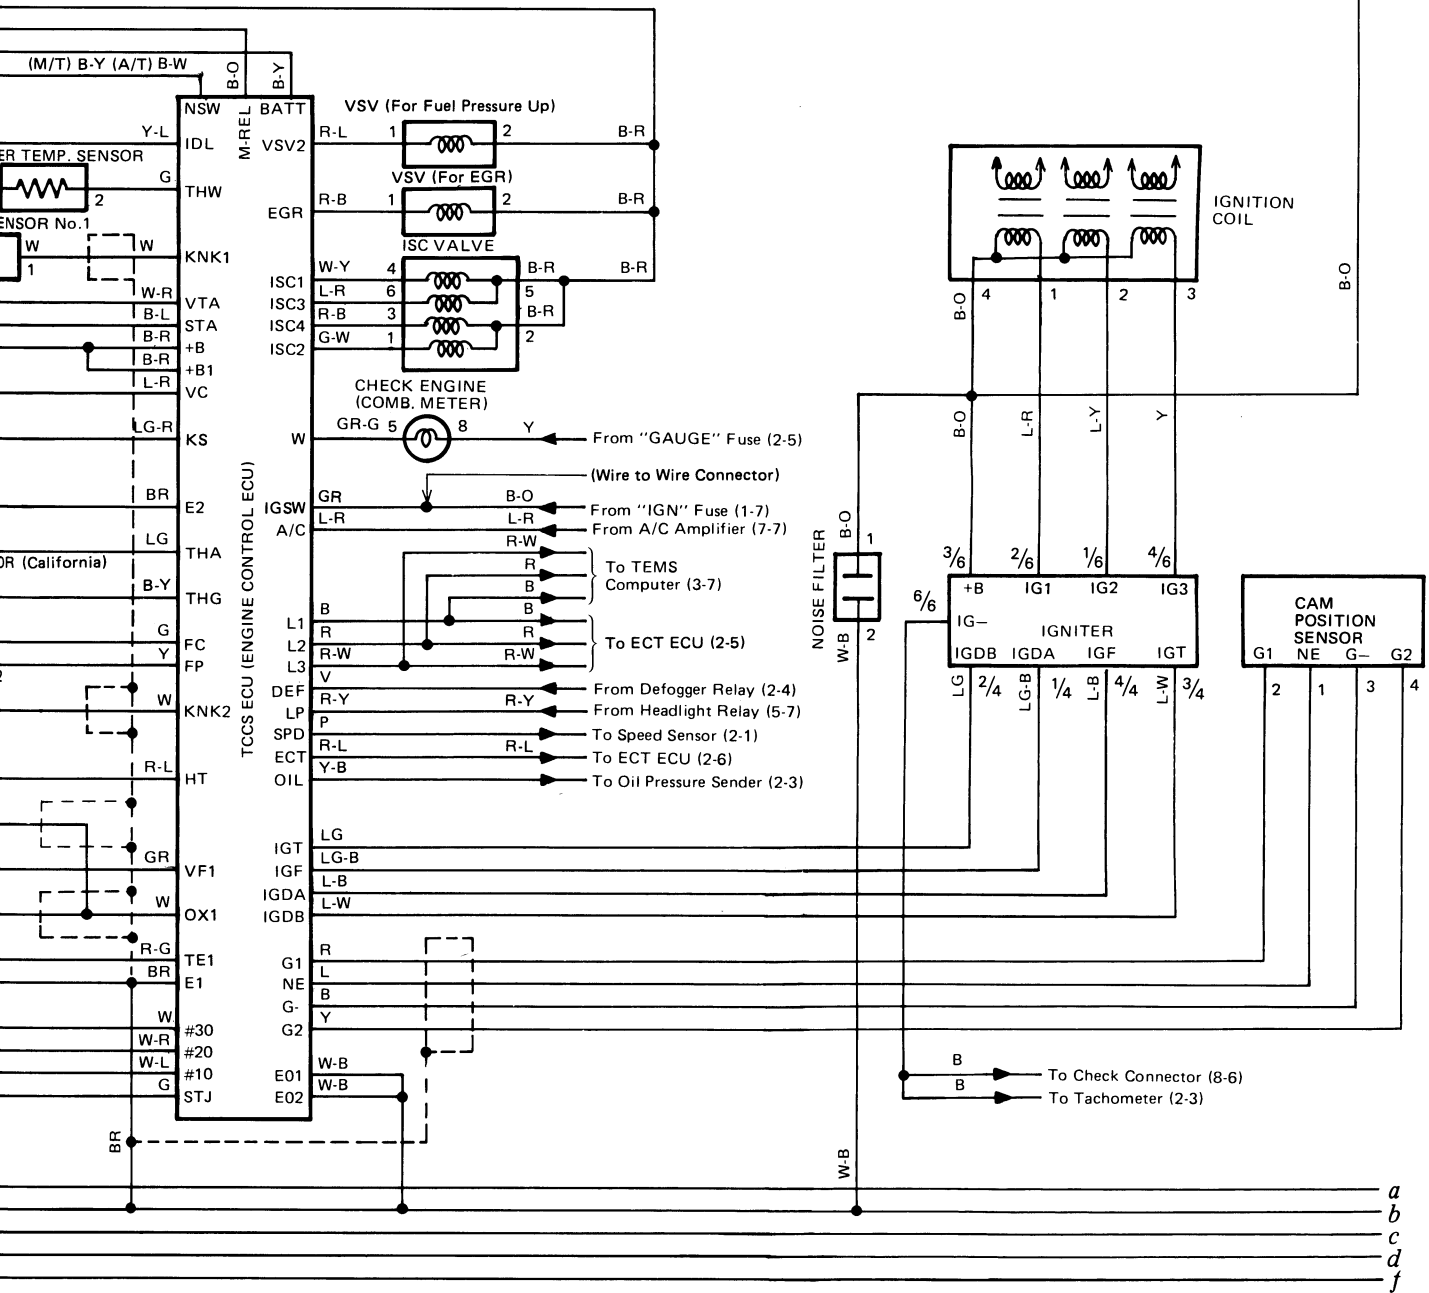 (M/T) B-Y (A/T) B-W
B-O
B-Y
NSW
M-REL
BATT
VSV (For Fuel Pressure Up)
Y-L
IDL
VSV2
R-L
1
2
B-R
ER TEMP. SENSOR
VSV (For EGR)
G
THW
2
EGR
R-B
1
2
B-R
ENSOR No.1
W
1
W
KNK1
ISC VALVE
ISC1
W-Y
4
B-R
5
B-R
W-R
VTA
ISC3
L-R
6
B-L
STA
ISC4
R-B
3
B-R
2
B-R
+B
ISC2
G-W
1
B-R
+B1
L-R
VC
CHECK ENGINE
(COMB. METER)
LG-R
KS
W
GR-G
5
8
Y
From "GAUGE" Fuse (2-5)
(Wire to Wire Connector)
TCCS ECU (ENGINE CONTROL ECU)
BR
E2
IGSW
GR
B-O
From "IGN" Fuse (1-7)
A/C
L-R
L-R
From A/C Amplifier (7-7)
LG
THA
R-W
R
B
To TEMS
Computer (3-7)
OR (California)
B-Y
THG
L1
B
B
G
FC
L2
R
R
To ECT ECU (2-5)
Y
FP
L3
R-W
R-W
2
DEF
V
From Defogger Relay (2-4)
W
KNK2
LP
R-Y
R-Y
From Headlight Relay (5-7)
SPD
P
To Speed Sensor (2-1)
ECT
R-L
R-L
To ECT ECU (2-6)
R-L
HT
OIL
Y-B
To Oil Pressure Sender (2-3)
IGT
LG
GR
VF1
IGF
LG-B
IGDA
L-B
W
OX1
IGDB
L-W
R-G
TE1
G1
R
BR
E1
NE
L
G-
B
W
#30
G2
Y
W-R
#20
W-L
#10
E01
W-B
G
STJ
E02
W-B
BR
IGNITION
COIL
B-O
4
1
2
3
B-O
B-O
L-R
L-Y
Y
B-O
1
NOISE FILTER
2
W-B
W-B
3/6
2/6
1/6
4/6
+B
IG1
IG2
IG3
6/6
IG−
IGNITER
IGDB
IGDA
IGF
IGT
LG
2/4
LG-B
1/4
L-B
4/4
L-W
3/4
CAM
POSITION
SENSOR
G1
NE
G−
G2
2
1
3
4
B
To Check Connector (8-6)
B
To Tachometer (2-3)
a
b
c
d
f